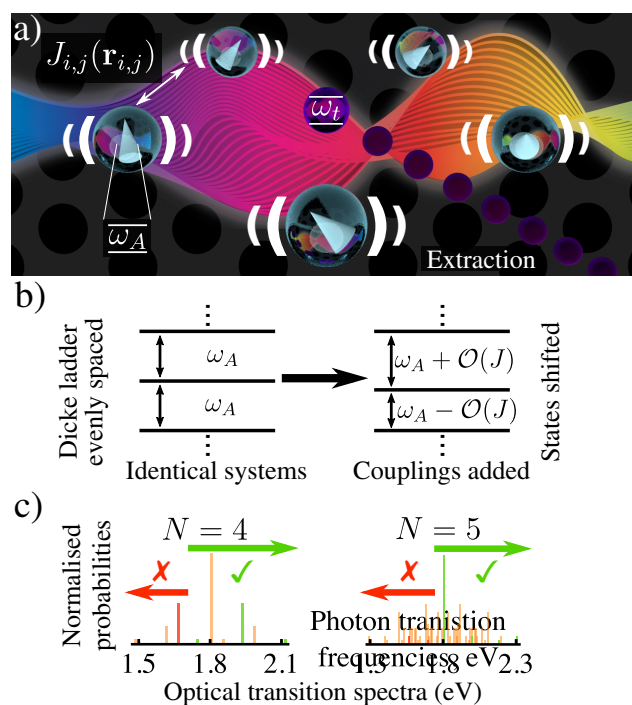 a)
J_{i,j}(r_{i,j})
ω_t
ω_A
Extraction
b)
Dicke ladder
evenly spaced
ω_A
ω_A
Identical systems
ω_A + O(J)
ω_A − O(J)
Couplings added
States shifted
c)
Normalised
probabilities
N = 4
✗
✓
1.5 1.8 2.1
N = 5
✗
✓
Photon tranistion
frequencies, eV
1.3 1.8 2.3
Optical transition spectra (eV)